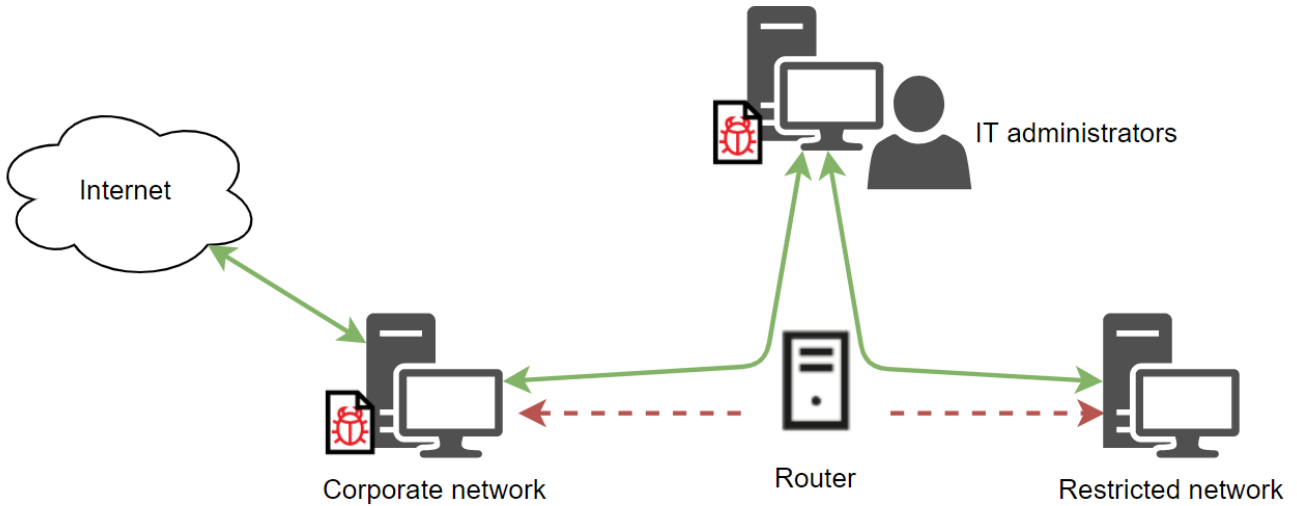 IT administrators
Internet
Router
Corporate network
Restricted network